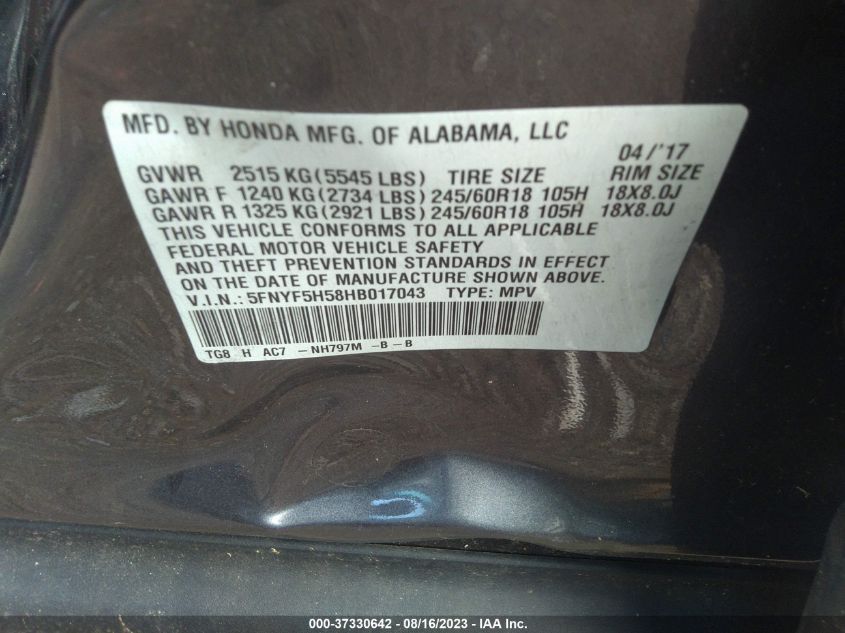 MFD. BY HONDA MFG. OF ALABAMA, LLC
04/'17
GVWR 2515 KG(5545 LBS) TIRE SIZE RIM SIZE
GAWR F 1240 KG(2734 LBS)245/60R18 105H 18X8.0J
GAWR R 1325 KG(2921 LBS)245/60R18 105H 18X8.0J
THIS VEHICLE CONFORMS TO ALL APPLICABLE
FEDERAL MOTOR VEHICLE SAFETY
AND THEFT PREVENTION STANDARDS IN EFFECT
ON THE DATE OF MANUFACTURE SHOWN ABOVE.
V.I.N.:5FNYF5H58HB017043 TYPE: MPV
TG8 H AC7 -NH797M -B-B
000-37330642 - 08/16/2023 - IAA Inc.